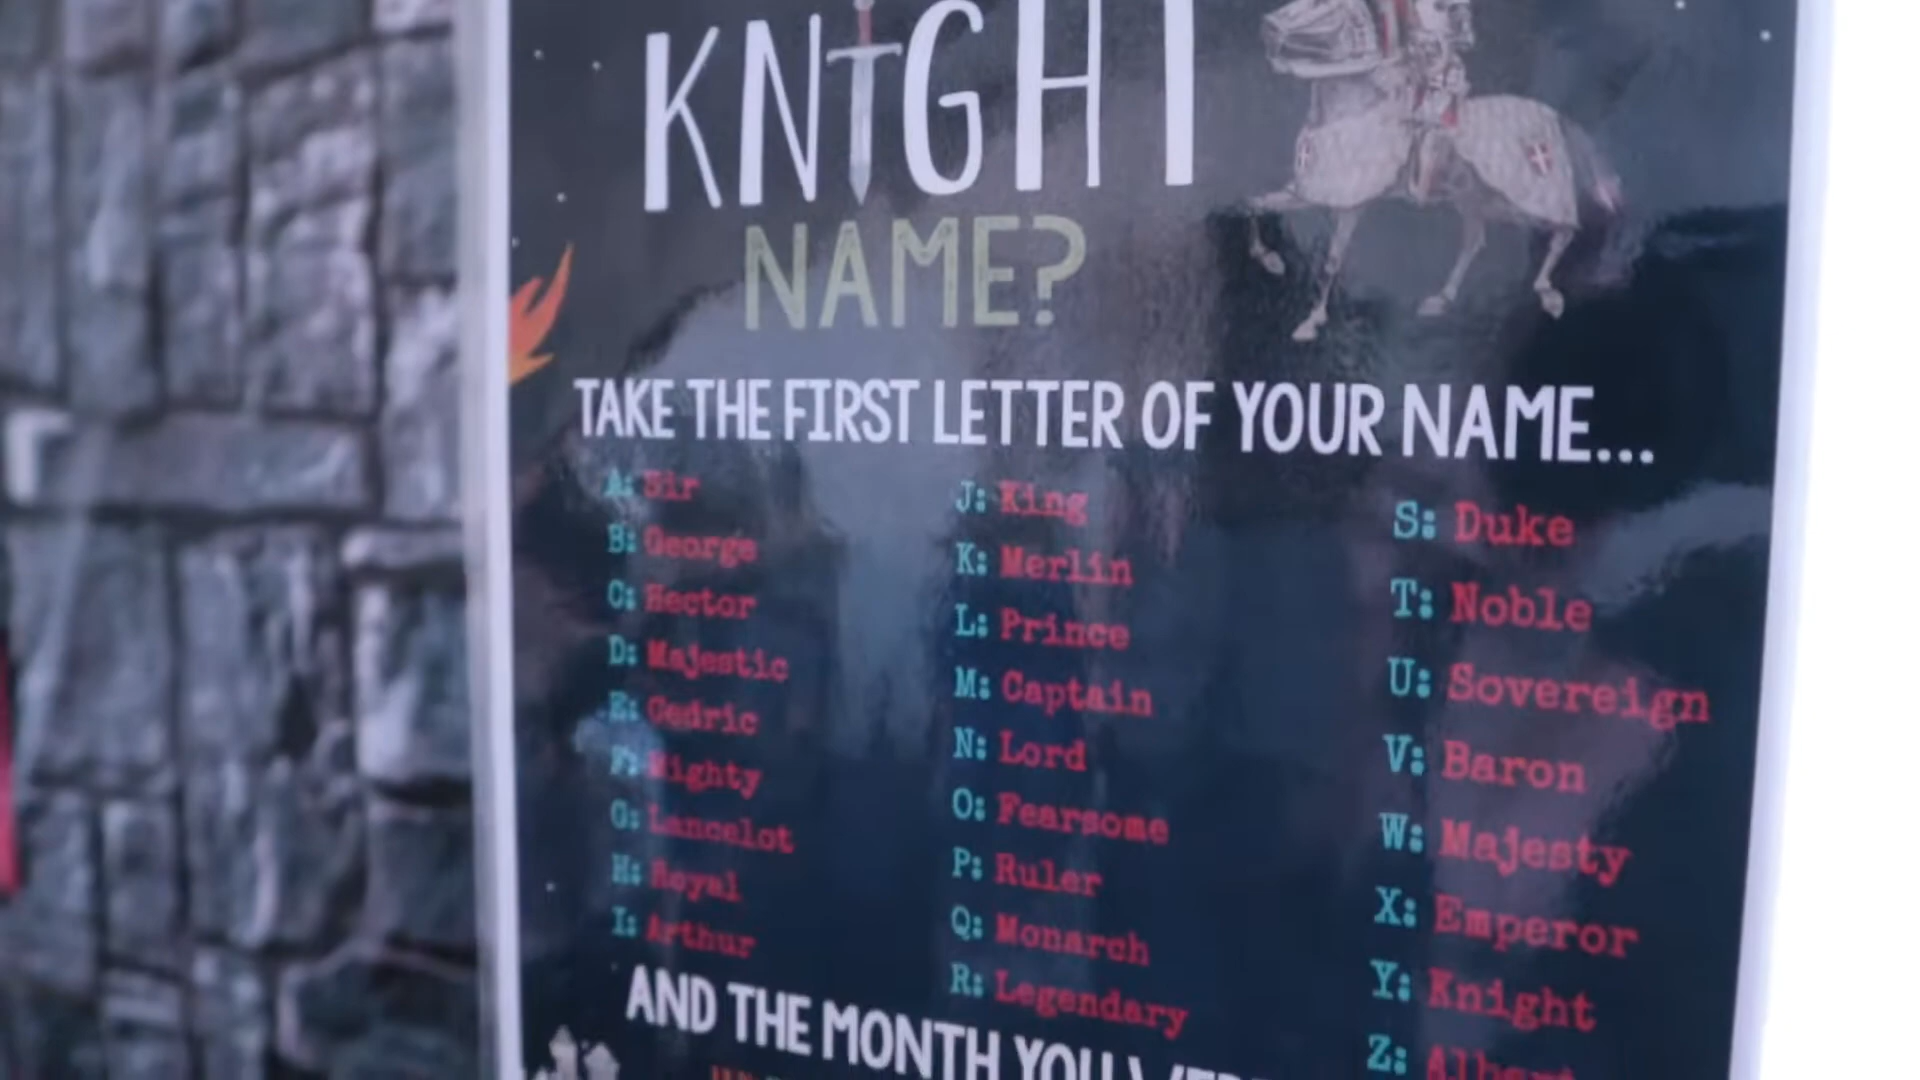 KNIGHT
NAME?
TAKE THE FIRST LETTER OF YOUR NAME...
A: Sir
B: George
C: Hector
D: Majestic
E: Cedric
F: Mighty
G: Lancelot
H: Royal
I: Arthur
J: King
K: Merlin
L: Prince
M: Captain
N: Lord
O: Fearsome
P: Ruler
Q: Monarch
R: Legendary
S: Duke
T: Noble
U: Sovereign
V: Baron
W: Majesty
X: Emperor
Y: Knight
Z: Albert
AND THE MONTH YOU WERE